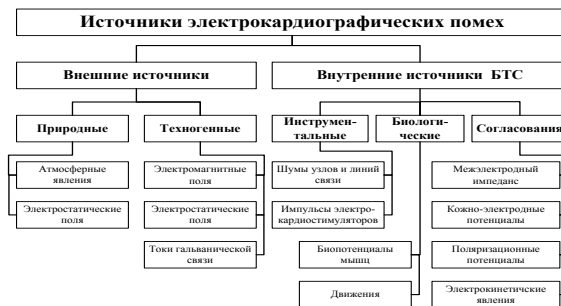 Источники электрокардиографических помех
Внешние источники
Внутренние источники БТС
Природные
Техногенные
Инструмен-
тальные
Биологи-
ческие
Согласования
Атмосферные
явления
Электростатические
поля
Электромагнитные
поля
Электростатические
поля
Токи гальванической
связи
Шумы узлов и линий
связи
Импульсы электро-
кардиостимуляторов
Биопотенциалы
мышц
Движения
Межэлектродный
импеданс
Кожно-электродные
потенциалы
Поляризационные
потенциалы
Электрокинетичские
явления